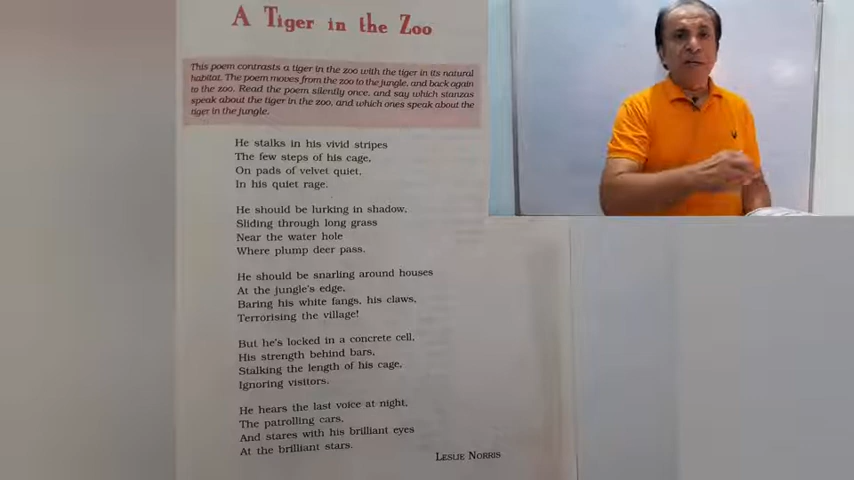 A Tiger in the Zoo
This poem contrasts a tiger in the zoo with the tiger in its natural
habitat. The poem moves from the zoo to the jungle, and back again
to the zoo. Read the poem silently once, and say which stanzas
speak about the tiger in the zoo, and which ones speak about the
tiger in the jungle.
He stalks in his vivid stripes
The few steps of his cage,
On pads of velvet quiet,
In his quiet rage.
He should be lurking in shadow,
Sliding through long grass
Near the water hole
Where plump deer pass.
He should be snarling around houses
At the jungle's edge,
Baring his white fangs, his claws,
Terrorising the village!
But he's locked in a concrete cell,
His strength behind bars,
Stalking the length of his cage,
Ignoring visitors.
He hears the last voice at night,
The patrolling cars,
And stares with his brilliant eyes
At the brilliant stars.
LESLIE NORRIS